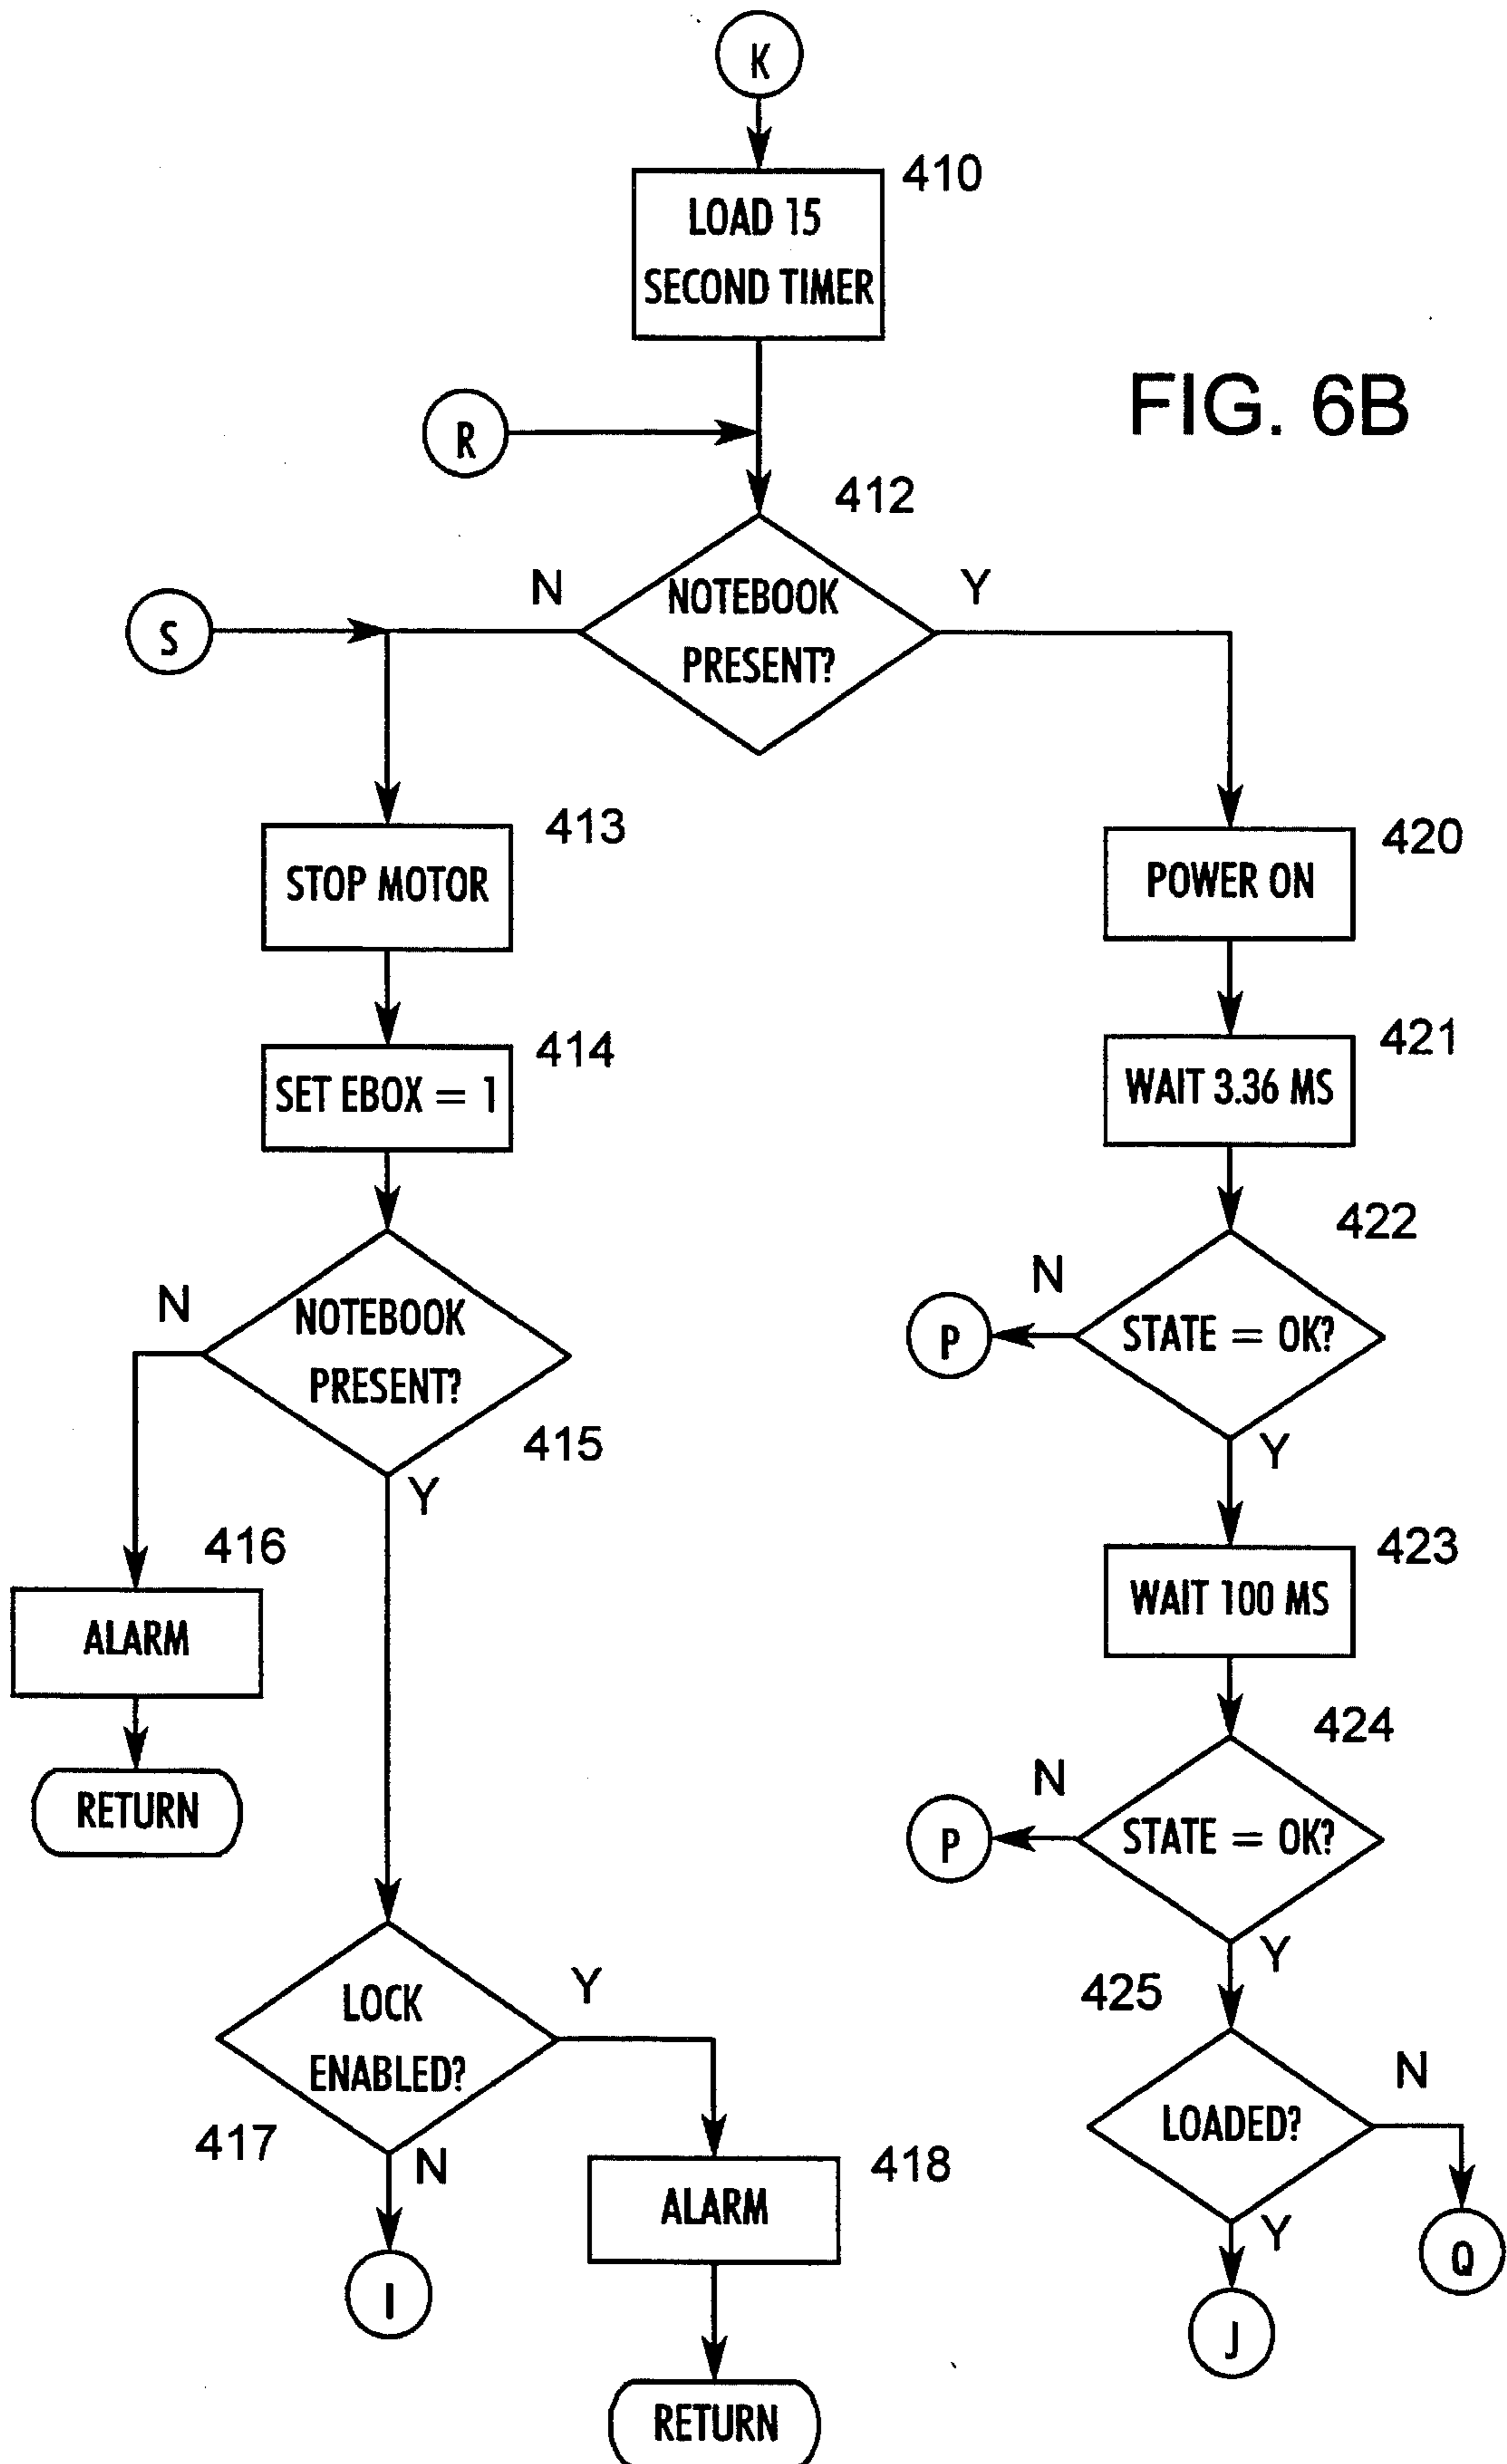 K
410
LOAD 15
SECOND TIMER
FIG. 6B
R
412
N
Y
NOTEBOOK
PRESENT?
S
413
STOP MOTOR
420
POWER ON
414
SET EBOX = 1
421
WAIT 3.36 MS
422
N
NOTEBOOK
PRESENT?
415
Y
N
P
STATE = OK?
Y
416
ALARM
RETURN
423
WAIT 100 MS
424
N
P
STATE = OK?
Y
LOCK
ENABLED?
Y
417
N
I
418
ALARM
RETURN
425
LOADED?
N
Q
Y
J